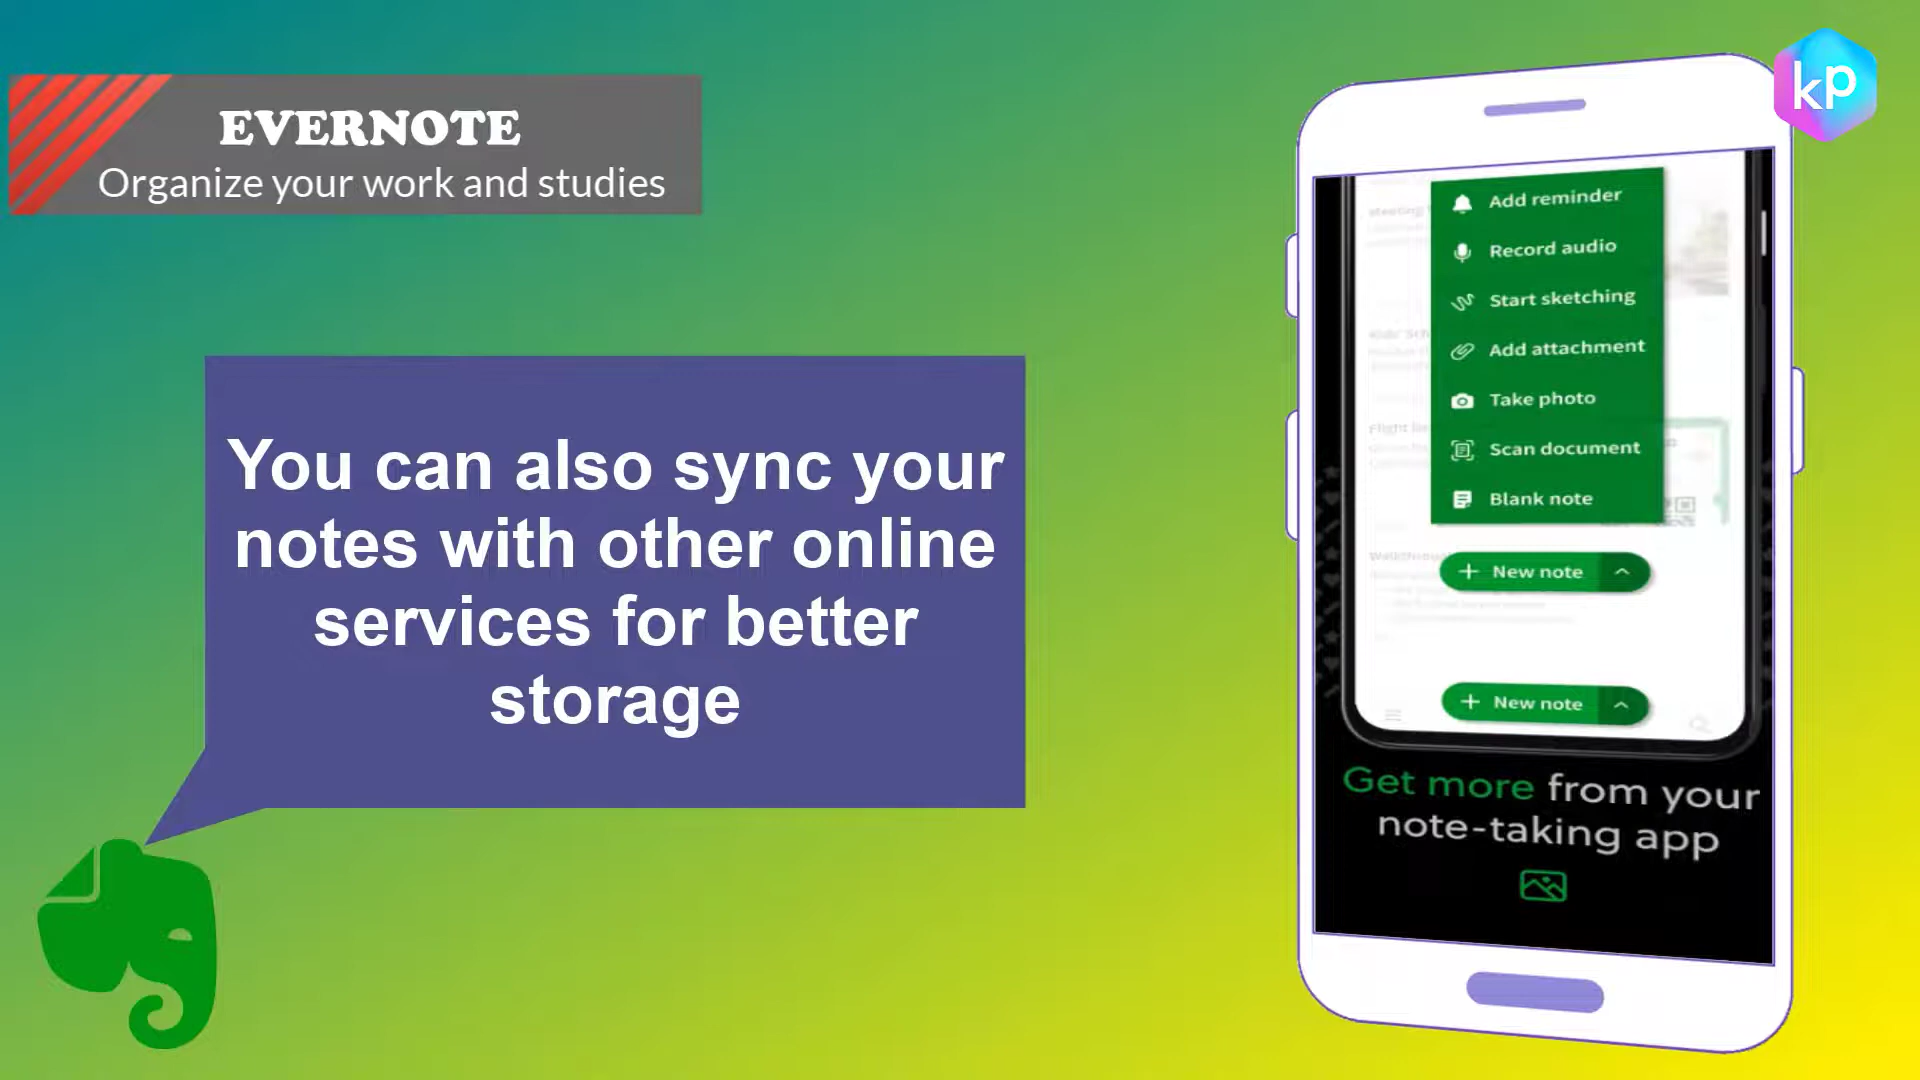 EVERNOTE
Organize your work and studies
kp
You can also sync your
notes with other online
services for better
storage
Add reminder
Record audio
Start sketching
Add attachment
Take photo
Scan document
Blank note
+ New note
+ New note
Get more from your
note-taking app